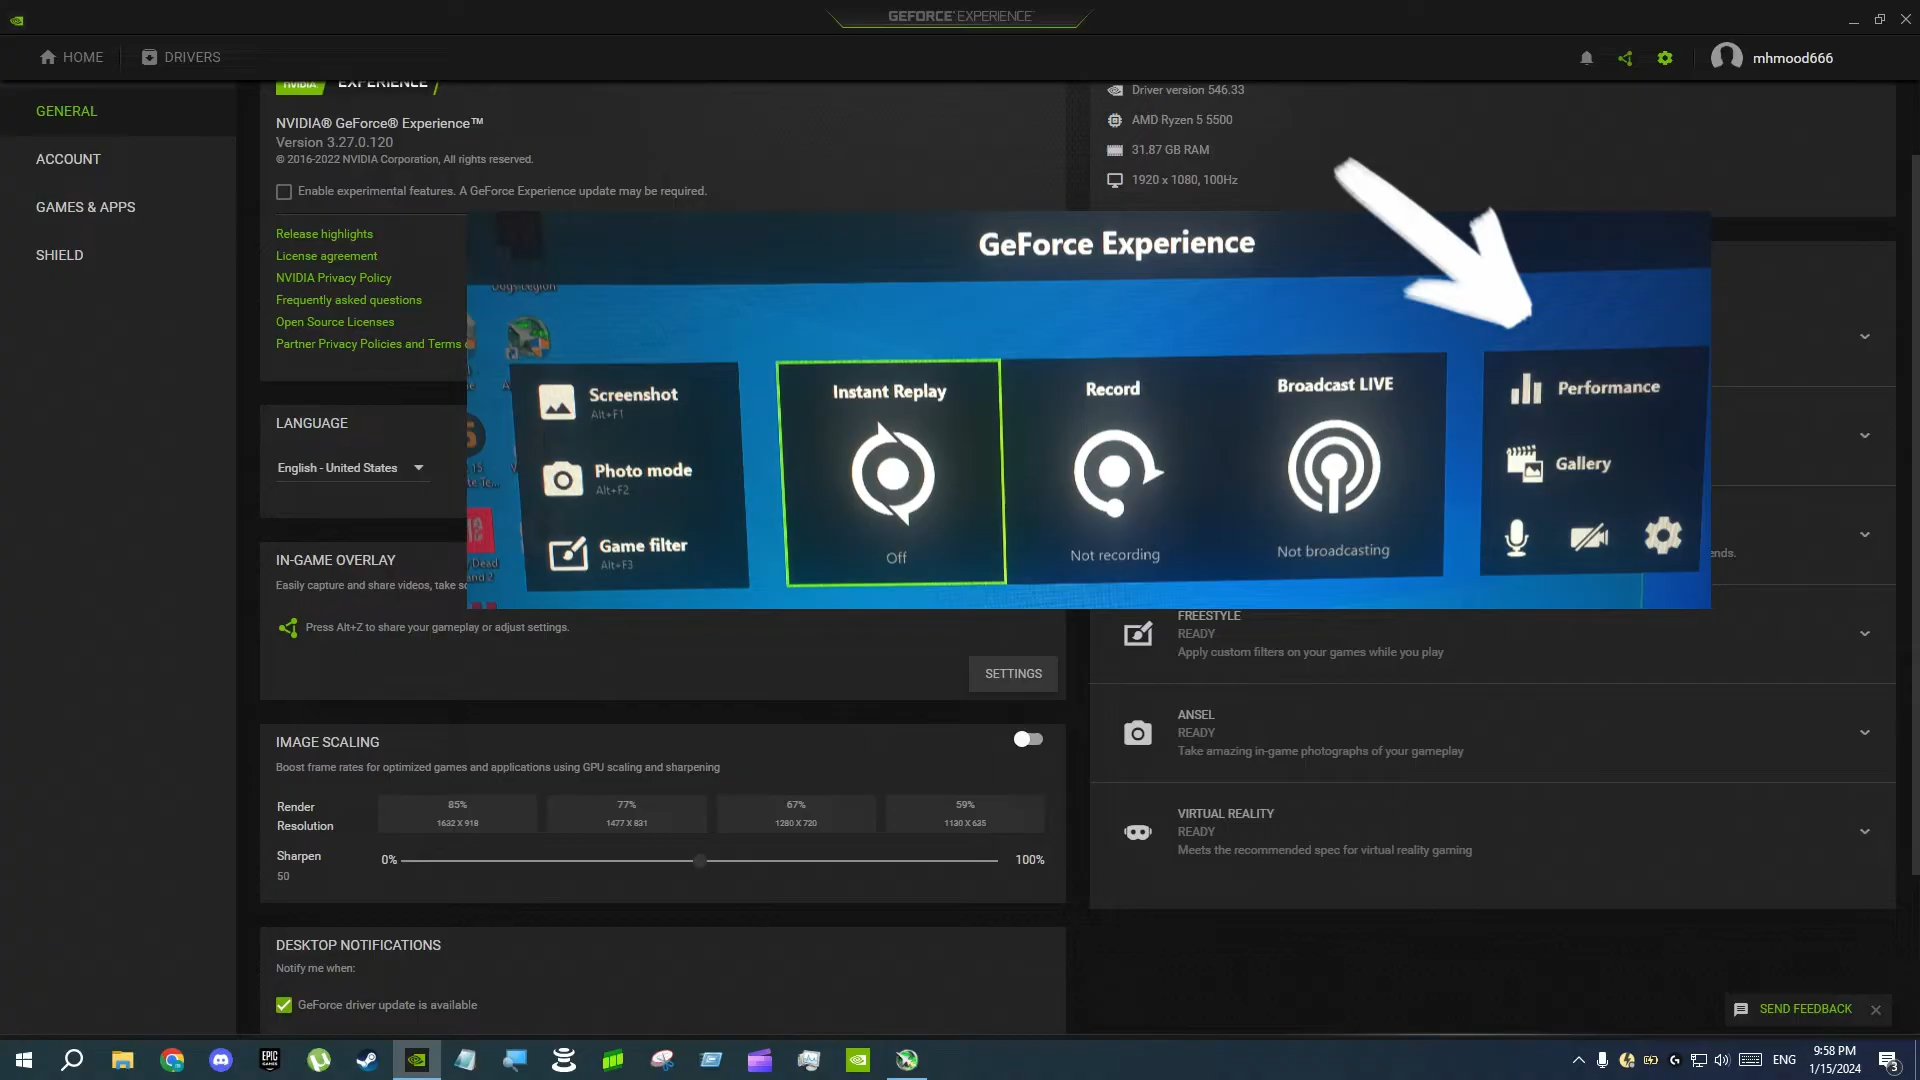 GEFORCE EXPERIENCE
HOME
DRIVERS
mhmood666
GENERAL
ACCOUNT
GAMES & APPS
SHIELD
NVIDIA. EXPERIENCE
NVIDIA® GeForce® Experience™
Version 3.27.0.120
© 2016-2022 NVIDIA Corporation, All rights reserved.
Enable experimental features. A GeForce Experience update may be required.
Release highlights
License agreement
NVIDIA Privacy Policy
Frequently asked questions
Open Source Licenses
Partner Privacy Policies and Terms
LANGUAGE
English - United States
IN-GAME OVERLAY
Easily capture and share videos, take
Press Alt+Z to share your gameplay or adjust settings.
SETTINGS
IMAGE SCALING
Boost frame rates for optimized games and applications using GPU scaling and sharpening
Render Resolution
85%
1632 X 918
77%
1477 X 831
67%
1280 X 720
59%
1130 X 635
Sharpen
50
0%
100%
DESKTOP NOTIFICATIONS
Notify me when:
GeForce driver update is available
Driver version 546.33
AMD Ryzen 5 5500
31.87 GB RAM
1920 x 1080, 100Hz
GeForce Experience
Screenshot
Alt+F1
Photo mode
Alt+F2
Game filter
Alt+F3
Instant Replay
Off
Record
Not recording
Broadcast LIVE
Not broadcasting
Performance
Gallery
FREESTYLE
READY
Apply custom filters on your games while you play
ANSEL
READY
Take amazing in-game photographs of your gameplay
VIRTUAL REALITY
READY
Meets the recommended spec for virtual reality gaming
SEND FEEDBACK
EPIC GAMES
ENG
9:58 PM
1/15/2024
3